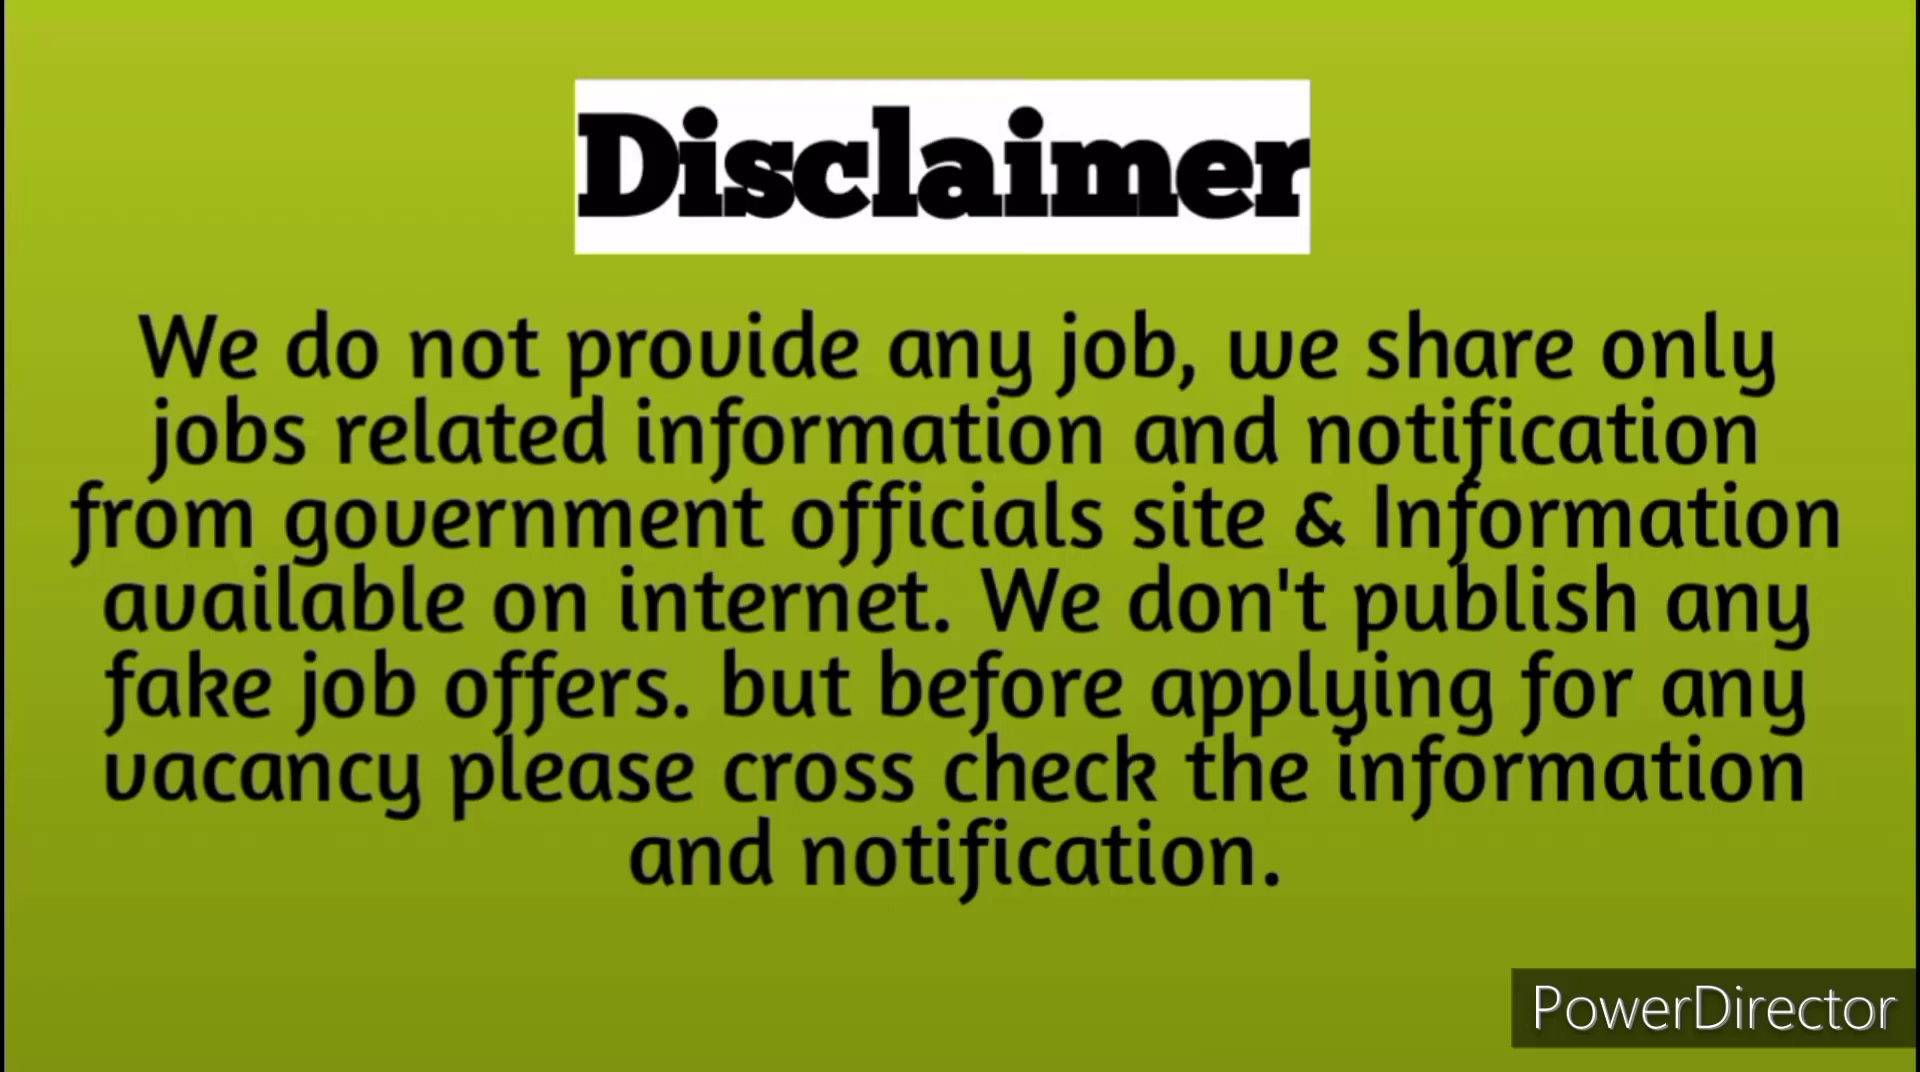 Disclaimer
We do not provide any job, we share only
jobs related information and notification
from government officials site & Information
available on internet. We don't publish any
fake job offers. but before applying for any
vacancy please cross check the information
and notification.
PowerDirector